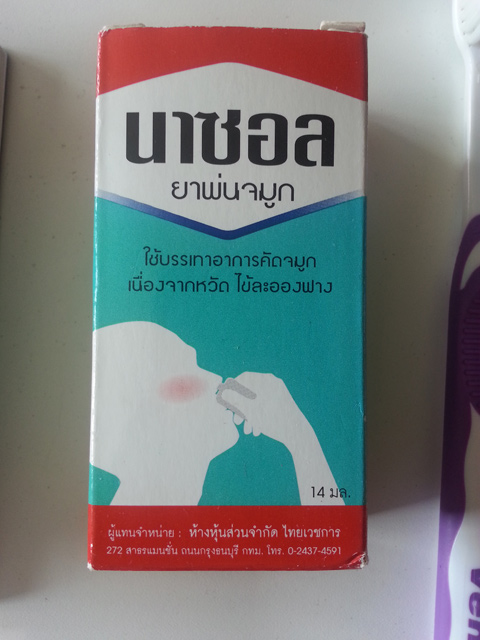 นาซอล
ยาพ่นจมูก
ใช้บรรเทาอาการคัดจมูก
เนื่องจากหวัด ไข้ละอองฟาง
14 มล.
ผู้แทนจำหน่าย : ห้างหุ้นส่วนจำกัด ไทยเวชการ
272 สาธรแมนชั่น ถนนกรุงธนบุรี กทม. โทร. 0-2437-4591